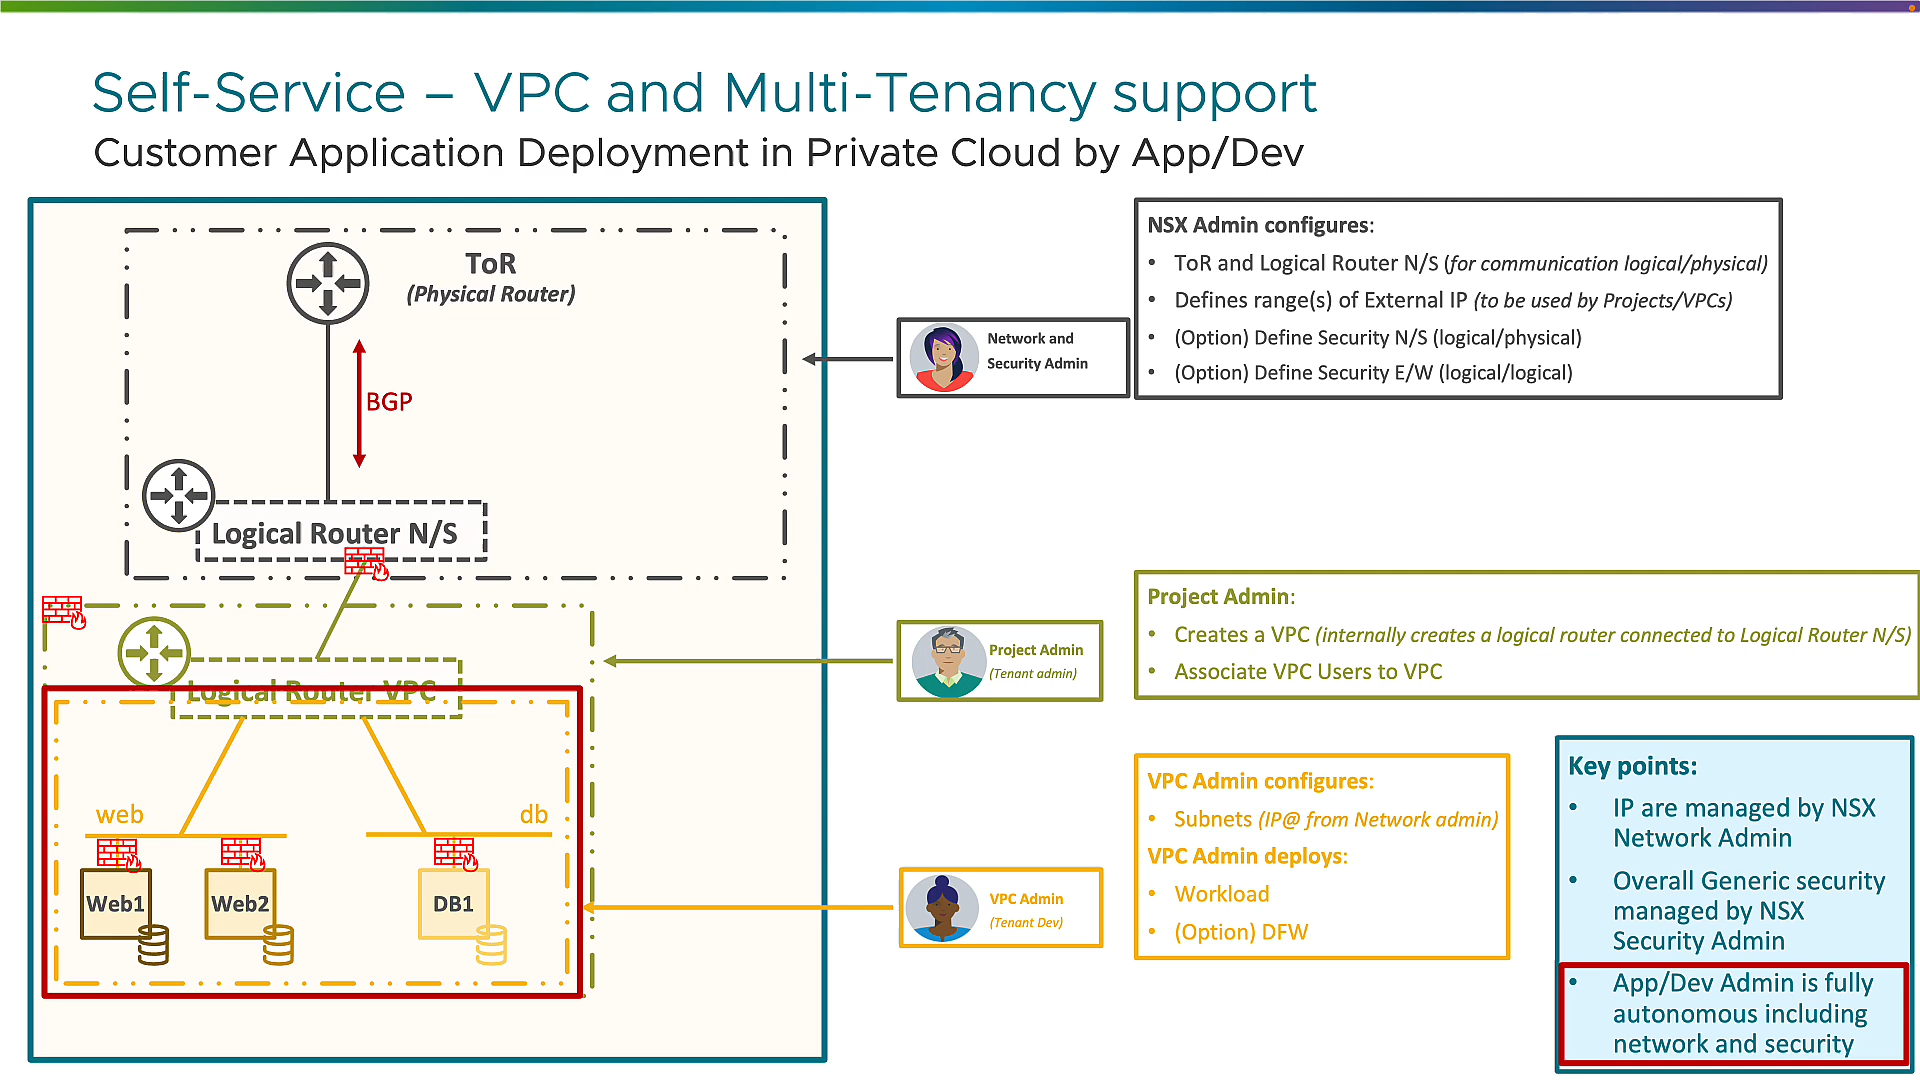 Self-Service – VPC and Multi-Tenancy support
Customer Application Deployment in Private Cloud by App/Dev
ToR
(Physical Router)
BGP
Logical Router N/S
Logical Router VPC
web
db
Web1
Web2
DB1
Network and
Security Admin
NSX Admin configures:
• ToR and Logical Router N/S (for communication logical/physical)
• Defines range(s) of External IP (to be used by Projects/VPCs)
• (Option) Define Security N/S (logical/physical)
• (Option) Define Security E/W (logical/logical)
Project Admin
(Tenant admin)
Project Admin:
• Creates a VPC (internally creates a logical router connected to Logical Router N/S)
• Associate VPC Users to VPC
VPC Admin
(Tenant Dev)
VPC Admin configures:
• Subnets (IP@ from Network admin)
VPC Admin deploys:
• Workload
• (Option) DFW
Key points:
• IP are managed by NSX
Network Admin
• Overall Generic security
managed by NSX
Security Admin
• App/Dev Admin is fully
autonomous including
network and security